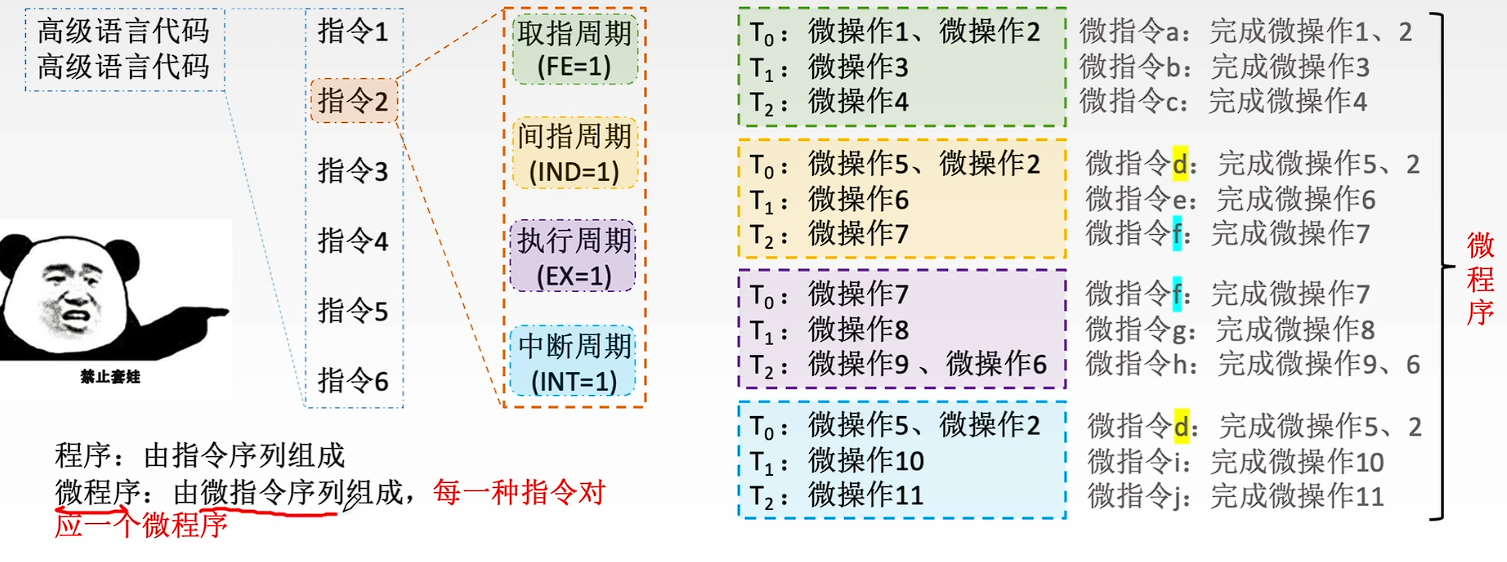 高级语言代码
高级语言代码
指令1
指令2
指令3
指令4
指令5
指令6
取指周期
(FE=1)
间指周期
(IND=1)
执行周期
(EX=1)
中断周期
(INT=1)
T0：微操作1、微操作2
T1：微操作3
T2：微操作4
T0：微操作5、微操作2
T1：微操作6
T2：微操作7
T0：微操作7
T1：微操作8
T2：微操作9 、微操作6
T0：微操作5、微操作2
T1：微操作10
T2：微操作11
微指令a：完成微操作1、2
微指令b：完成微操作3
微指令c：完成微操作4
微指令d：完成微操作5、2
微指令e：完成微操作6
微指令f：完成微操作7
微指令f：完成微操作7
微指令g：完成微操作8
微指令h：完成微操作9、6
微指令d：完成微操作5、2
微指令i：完成微操作10
微指令j：完成微操作11
微程序
禁止套娃
程序：由指令序列组成
微程序：由微指令序列组成，每一种指令对
应一个微程序